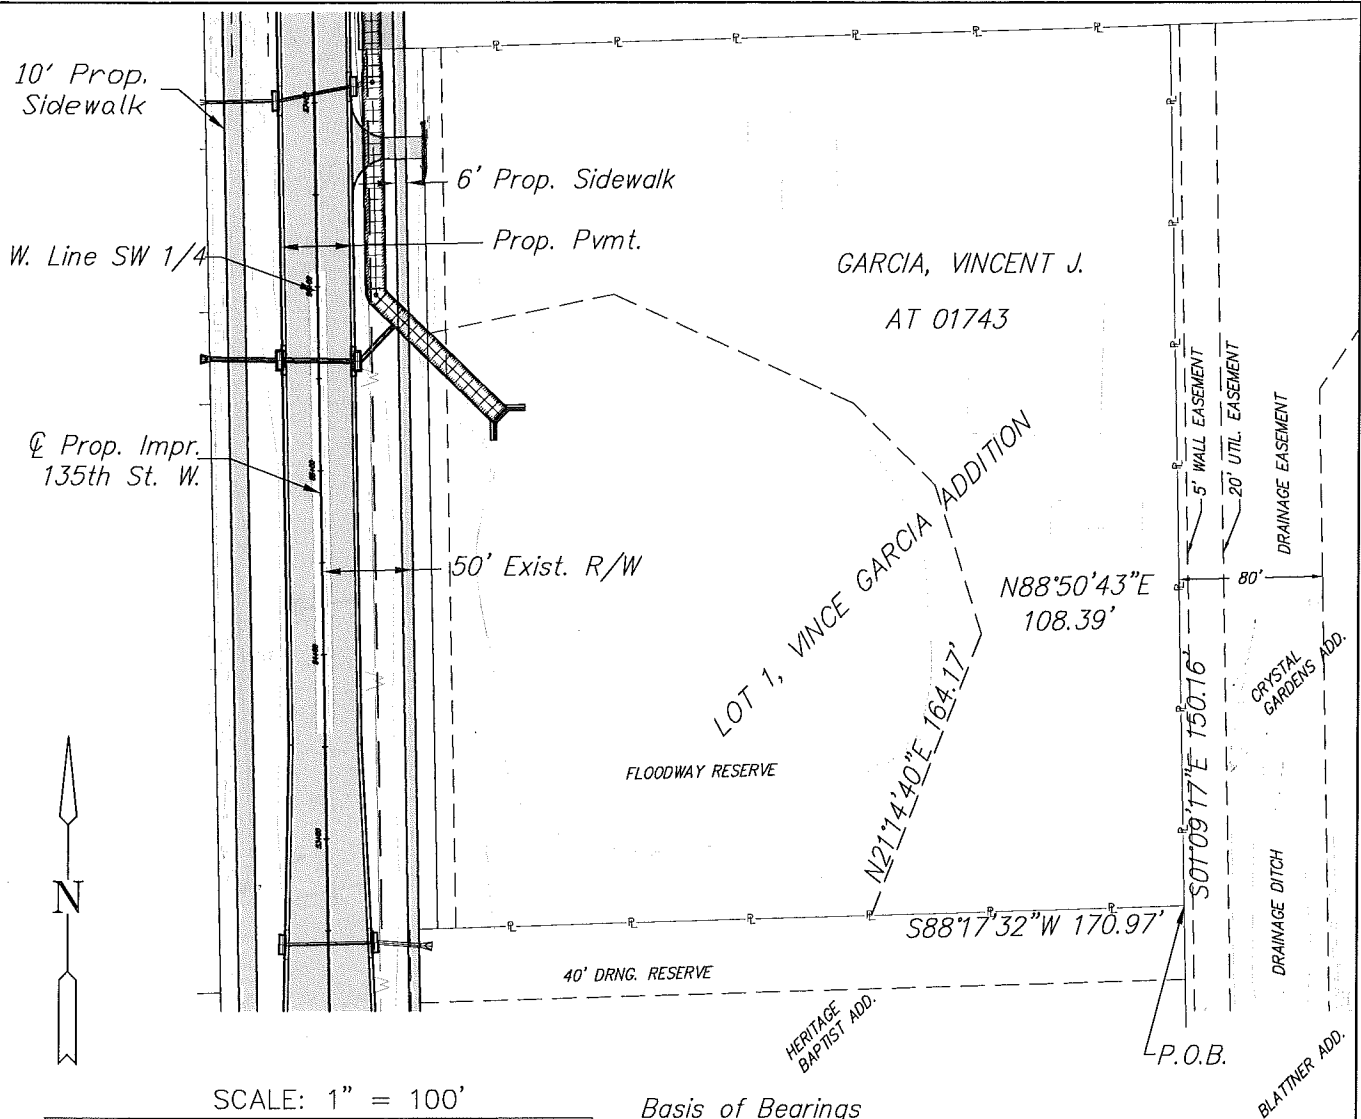 10' Prop.
Sidewalk
6' Prop. Sidewalk
Prop. Pvmt.
W. Line SW 1/4
GARCIA, VINCENT J.
AT 01743
℄ Prop. Impr.
135th St. W.
50' Exist. R/W
LOT 1, VINCE GARCIA ADDITION
5' WALL EASEMENT
20' UTIL. EASEMENT
DRAINAGE EASEMENT
N88°50'43"E
108.39'
80'
CRYSTAL
GARDENS ADD.
S01°09'17"E 150.16'
N21°14'40"E 164.17'
FLOODWAY RESERVE
DRAINAGE DITCH
S88°17'32"W 170.97'
40' DRNG. RESERVE
HERITAGE
BAPTIST ADD.
P.O.B.
BLATTNER ADD.
N
SCALE: 1" = 100'
Basis of Bearings